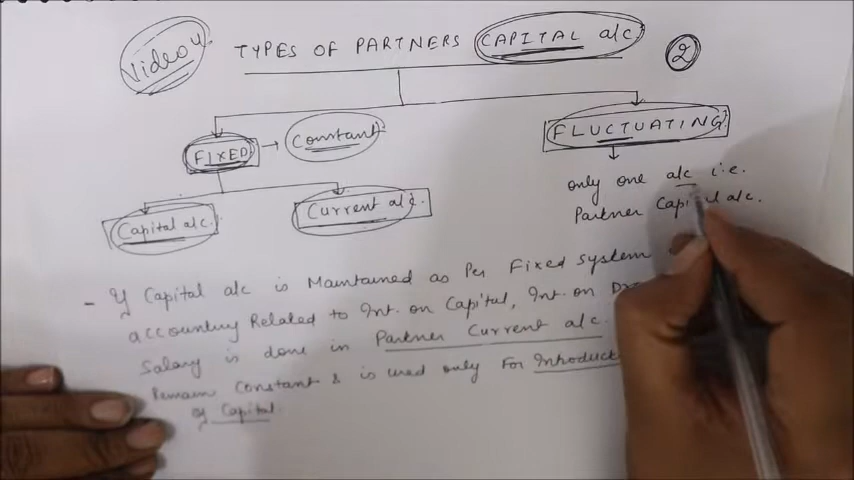 Video 4
TYPES OF PARTNERS CAPITAL a/c
2
FIXED → Constant
FLUCTUATING
Capital a/c.
Current a/c.
only one a/c i.e.
Partner Capital a/c.
- If Capital a/c is Maintained as Per Fixed System
accounting Related to Int. on Capital, Int. on
Salary is done in Partner Current a/c.
Remain Constant & is used only For
of Capital.